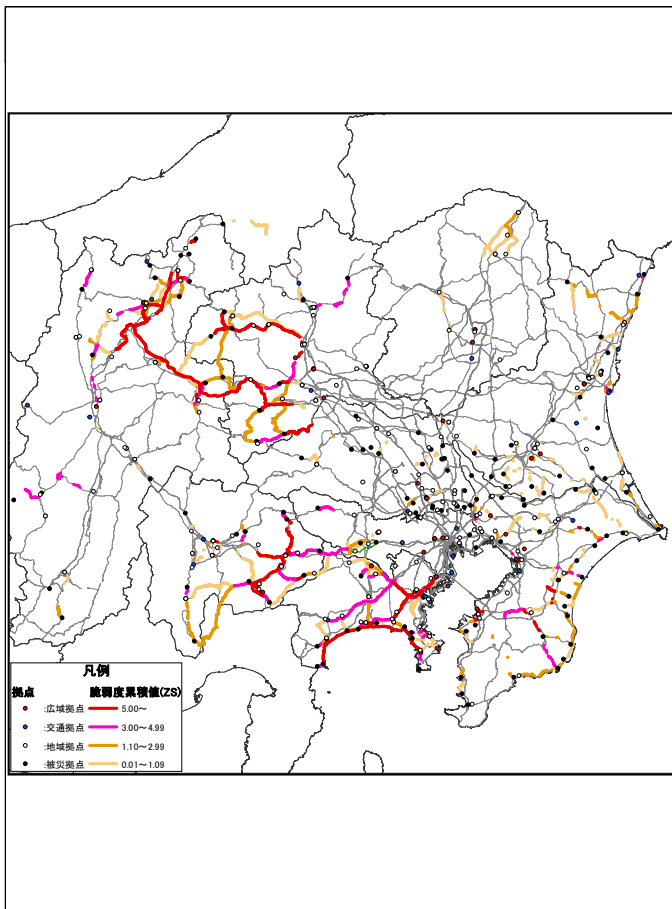 凡例
拠点 脆弱度累積値(ZS)
:広域拠点 5.00～
:交通拠点 3.00～4.99
:地域拠点 1.10～2.99
:被災拠点 0.01～1.09